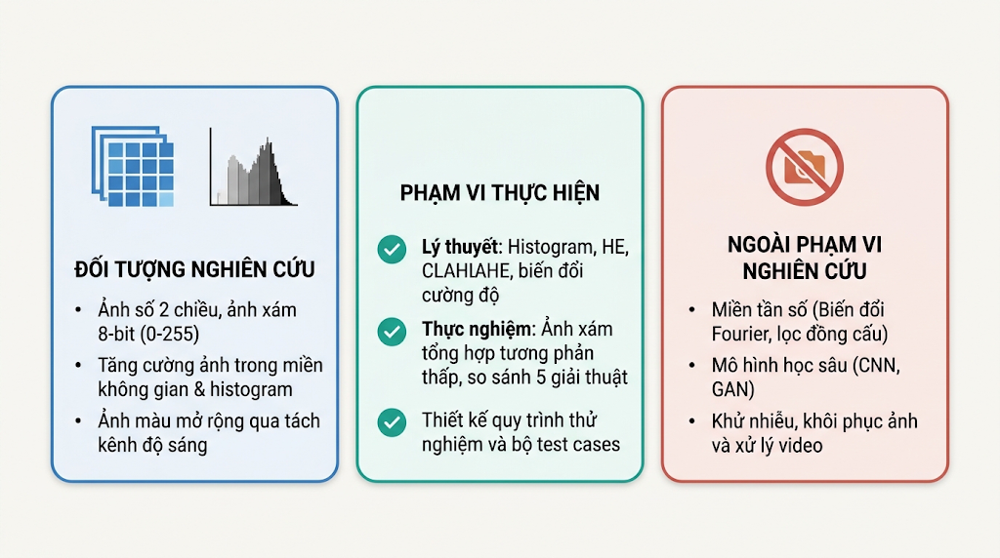 ĐỐI TƯỢNG NGHIÊN CỨU
• Ảnh số 2 chiều, ảnh xám
8-bit (0-255)
• Tăng cường ảnh trong miền
không gian & histogram
• Ảnh màu mở rộng qua tách
kênh độ sáng
PHẠM VI THỰC HIỆN
Lý thuyết: Histogram, HE,
CLAHIAHE, biến đổi
cường độ
Thực nghiệm: Ảnh xám
tổng hợp tương phản
thấp, so sánh 5 giải thuật
Thiết kế quy trình thử
nghiệm và bộ test cases
NGOÀI PHẠM VI
NGHIÊN CỨU
• Miền tần số (Biến đổi
Fourier, lọc đồng cấu)
• Mô hình học sâu (CNN,
GAN)
• Khử nhiễu, khôi phục ảnh
và xử lý video